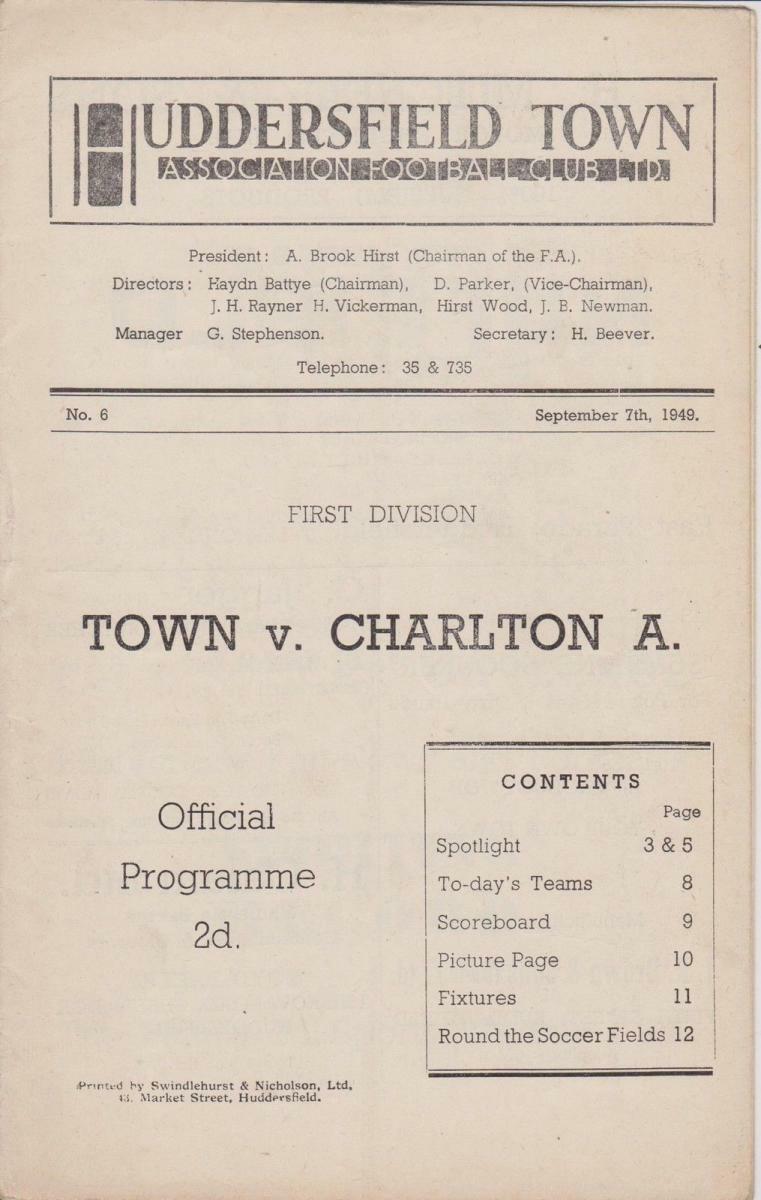 HUDDERSFIELD TOWN
ASSOCIATION FOOTBALL CLUB LTD.
President: A. Brook Hirst (Chairman of the F.A.).
Directors: Haydn Battye (Chairman), D. Parker, (Vice-Chairman),
J. H. Rayner H. Vickerman, Hirst Wood, J. B. Newman.
Manager G. Stephenson. Secretary: H. Beever.
Telephone: 35 & 735
No. 6 September 7th, 1949.
FIRST DIVISION
TOWN v. CHARLTON A.
Official
Programme
2d.
CONTENTS
Page
Spotlight 3 & 5
To-day's Teams 8
Scoreboard 9
Picture Page 10
Fixtures 11
Round the Soccer Fields 12
Printed by Swindlehurst & Nicholson, Ltd,
43, Market Street, Huddersfield.